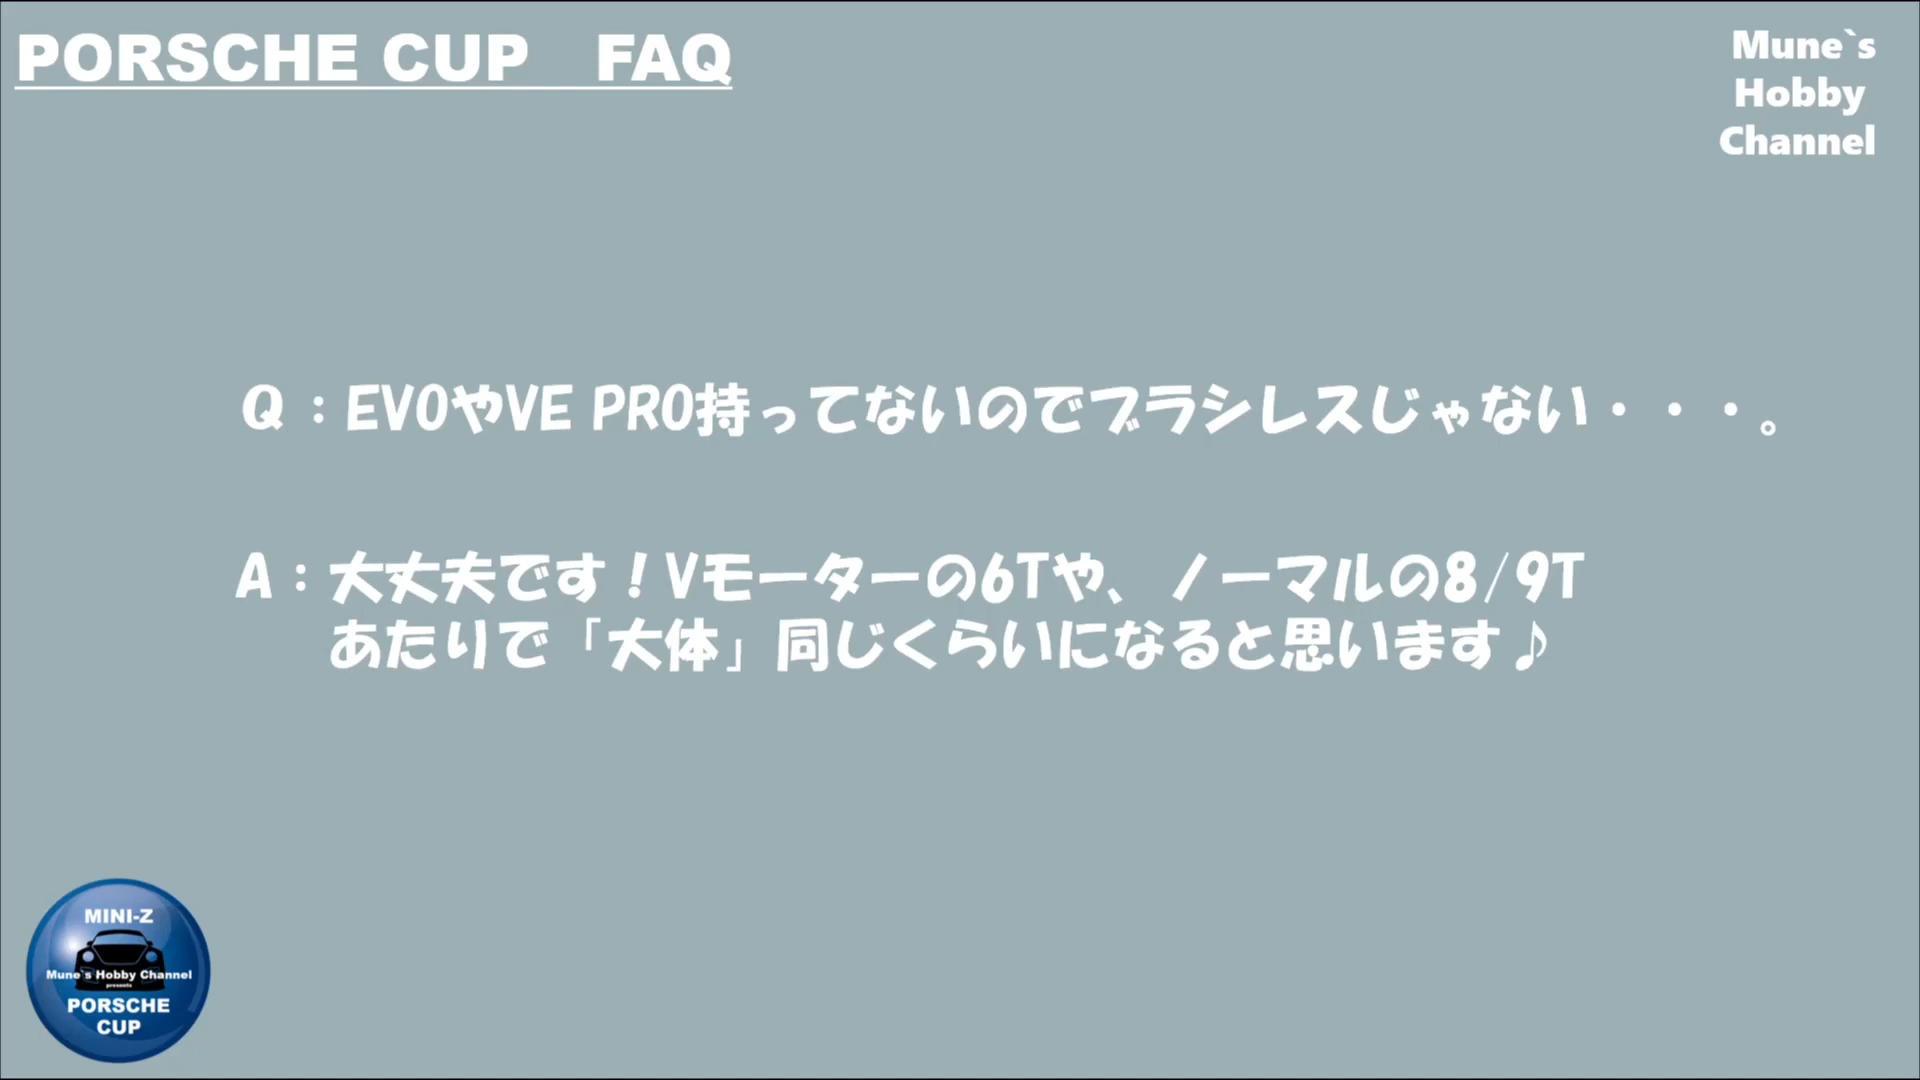 PORSCHE CUP　FAQ
Mune`s
Hobby
Channel
Q：EVOやVE PRO持ってないのでブラシレスじゃない・・・。
A：大丈夫です！Vモーターの6Tや、ノーマルの8/9T
あたりで「大体」同じくらいになると思います♪
MINI-Z
Mune`s Hobby Channel
presents
PORSCHE
CUP